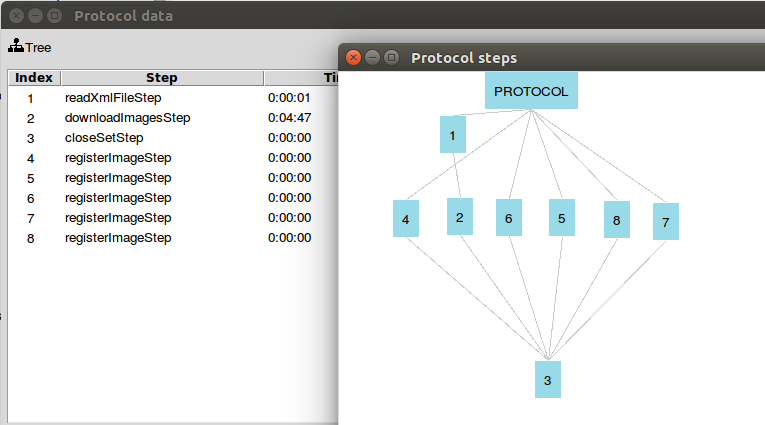 Protocol data
Tree
Index Step
1 readXmlFileStep 0:00:01
2 downloadImagesStep 0:04:47
3 closeSetStep 0:00:00
4 registerImageStep 0:00:00
5 registerImageStep 0:00:00
6 registerImageStep 0:00:00
7 registerImageStep 0:00:00
8 registerImageStep 0:00:00
Protocol steps
PROTOCOL
1
4 2 6 5 8 7
3